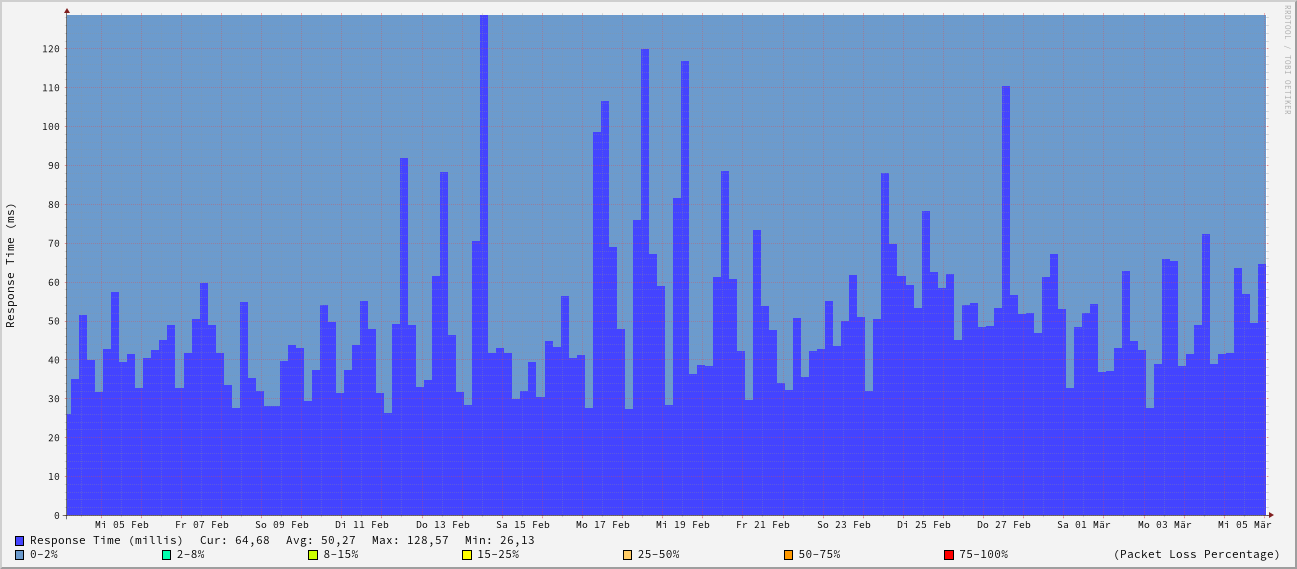 RRDTOOL / TOBI OETIKER
Response Time (ms)
120
110
100
90
80
70
60
50
40
30
20
10
0
Mi 05 Feb Fr 07 Feb So 09 Feb Di 11 Feb Do 13 Feb Sa 15 Feb Mo 17 Feb Mi 19 Feb Fr 21 Feb So 23 Feb Di 25 Feb Do 27 Feb Sa 01 Mär Mo 03 Mär Mi 05 Mär
Response Time (millis) Cur: 64,68 Avg: 50,27 Max: 128,57 Min: 26,13
0-2% 2-8% 8-15% 15-25% 25-50% 50-75% 75-100% (Packet Loss Percentage)